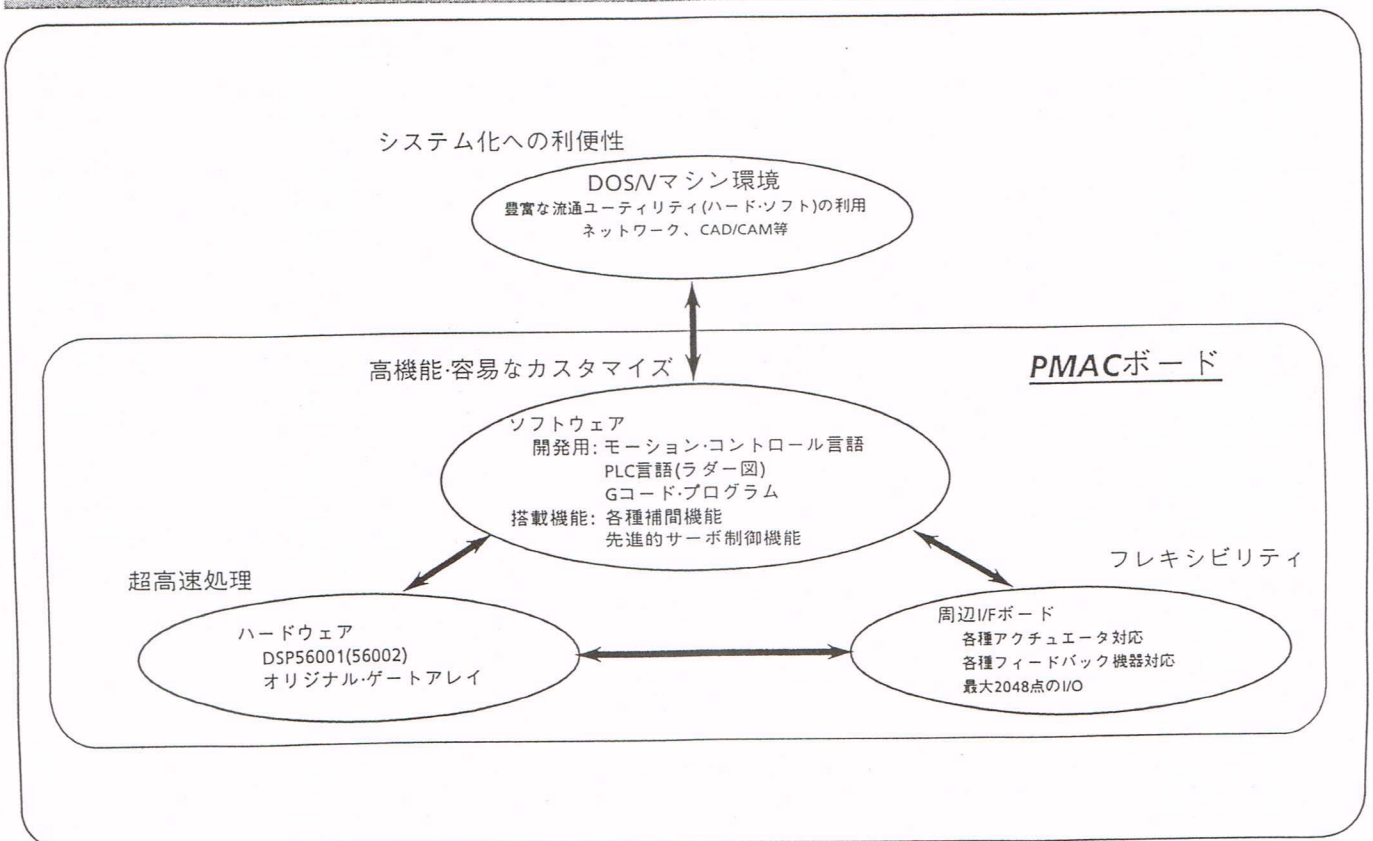 システム化への利便性
DOS/Vマシン環境
豊富な流通ユーティリティ(ハード·ソフト)の利用
ネットワーク、CAD/CAM等
高機能·容易なカスタマイズ
PMACボード
ソフトウェア
開発用: モーション·コントロール言語
PLC言語(ラダー図)
Gコード·プログラム
搭載機能: 各種補間機能
先進的サーボ制御機能
超高速処理
フレキシビリティ
ハードウェア
DSP56001(56002)
オリジナル·ゲートアレイ
周辺I/Fボード
各種アクチュエータ対応
各種フィードバック機器対応
最大2048点のI/O